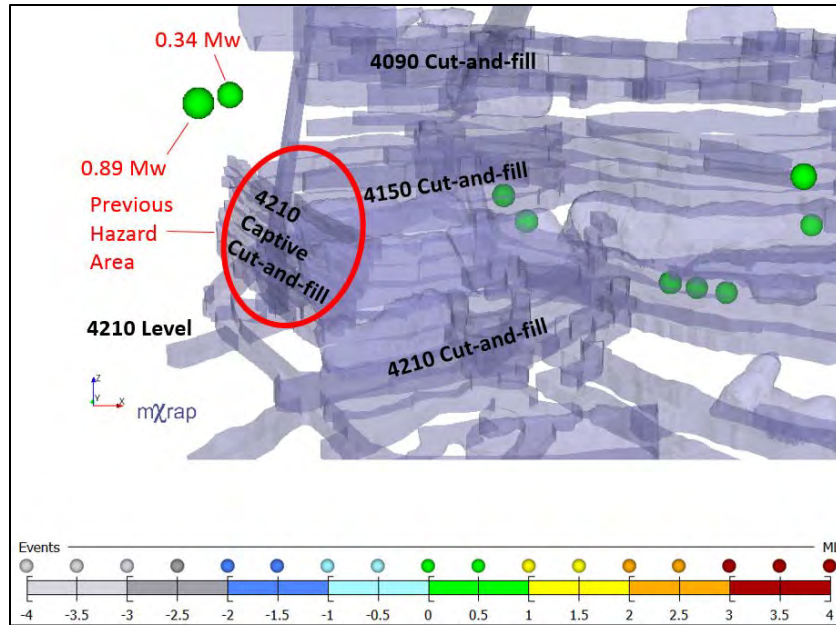 0.34 Mw
4090 Cut-and-fill
0.89 Mw
4150 Cut-and-fill
Previous
Hazard
Area
4210
Captive
Cut-and-fill
4210 Level
4210 Cut-and-fill
Z
Y
X
mχrap
Events
-4 -3.5 -3 -2.5 -2 -1.5 -1 -0.5 0 0.5 1 1.5 2 2.5 3 3.5 4